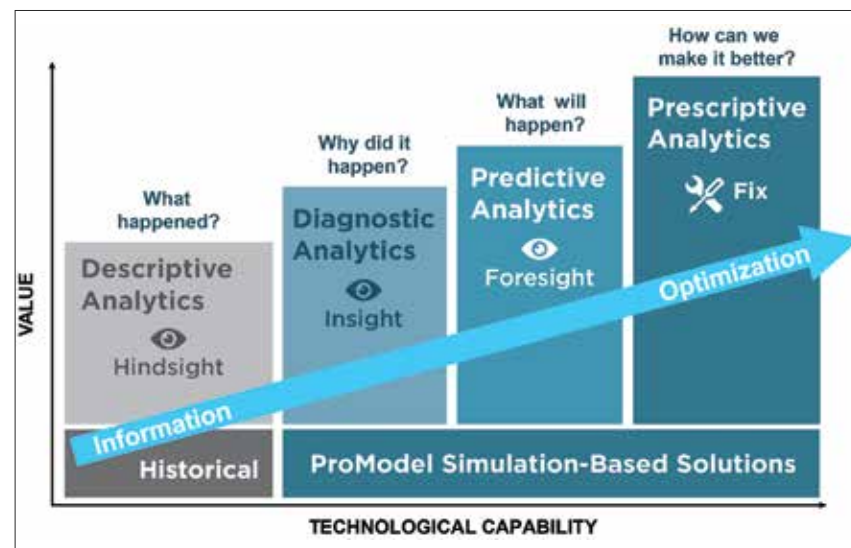 How can we
make it better?
What will
happen?
Why did it
happen?
What
happened?
Prescriptive
Analytics
Fix
Predictive
Analytics
Foresight
Diagnostic
Analytics
Insight
Descriptive
Analytics
Hindsight
Information
Optimization
Historical
ProModel Simulation-Based Solutions
VALUE
TECHNOLOGICAL CAPABILITY